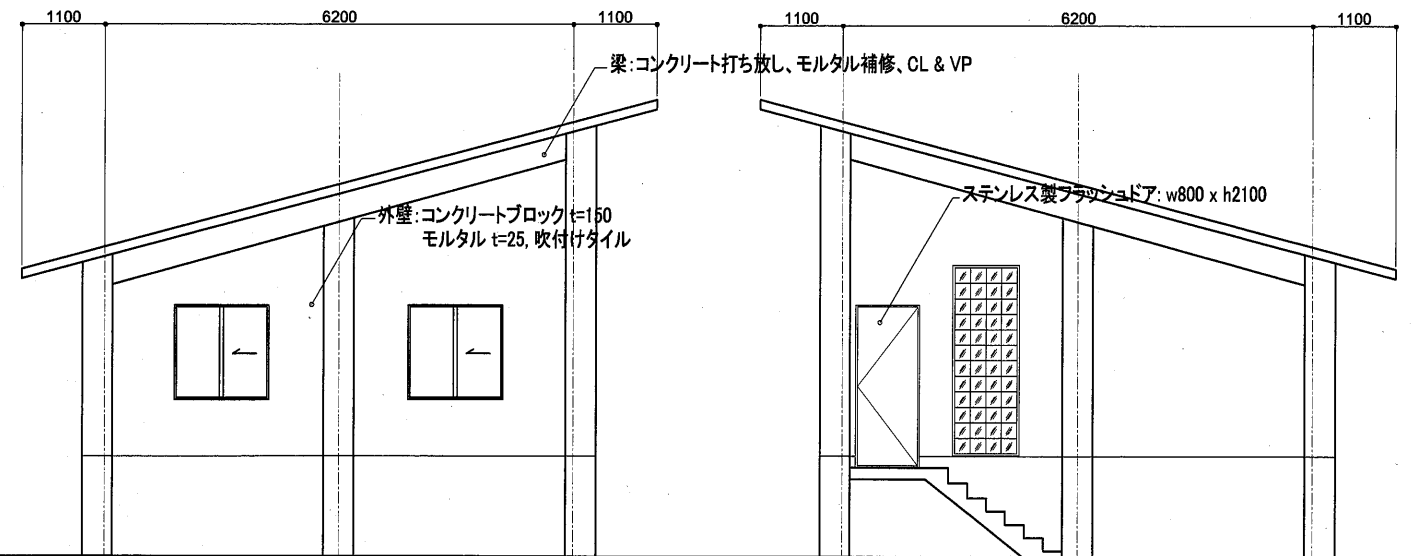 1100 6200 1100
1100 6200 1100
梁:コンクリート打ち放し、モルタル補修、CL & VP
外壁:コンクリートブロック t=150
モルタル t=25, 吹付けタイル
ステンレス製フラッシュドア: w800 x h2100